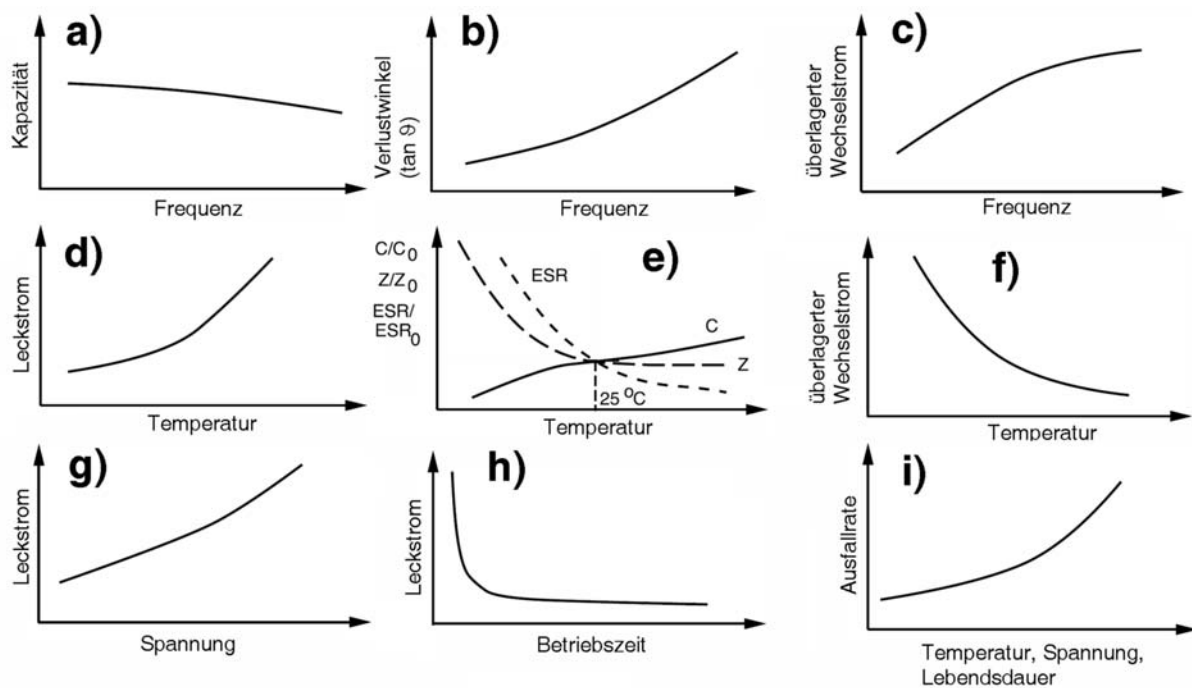 a)
Kapazität
Frequenz
b)
Verlustwinkel
(tan ϑ)
Frequenz
c)
überlagerter
Wechselstrom
Frequenz
d)
Leckstrom
Temperatur
e)
C/C0
Z/Z0
ESR/
ESR0
ESR
C
Z
25 °C
Temperatur
f)
überlagerter
Wechselstrom
Temperatur
g)
Leckstrom
Spannung
h)
Leckstrom
Betriebszeit
i)
Ausfallrate
Temperatur, Spannung,
Lebendsdauer